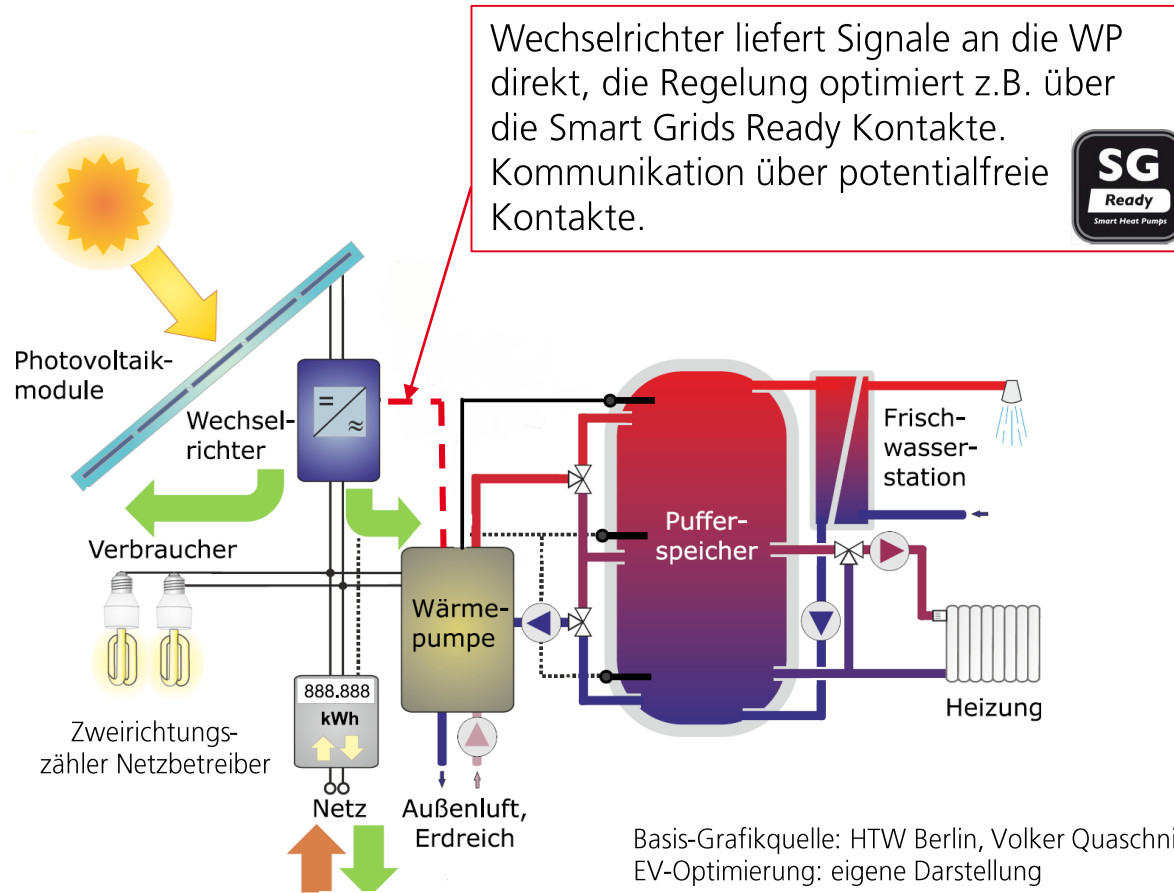 Wechselrichter liefert Signale an die WP
direkt, die Regelung optimiert z.B. über
die Smart Grids Ready Kontakte.
Kommunikation über potentialfreie
Kontakte.
SG
Ready
Smart Heat Pumps
Photovoltaik-
module
Wechsel-
richter
Verbraucher
Frisch-
wasser-
station
Puffer-
speicher
Wärme-
pumpe
888.888
kWh
Zweirichtungs-
zähler Netzbetreiber
Heizung
Netz
Außenluft,
Erdreich
Basis-Grafikquelle: HTW Berlin, Volker Quaschni
EV-Optimierung: eigene Darstellung